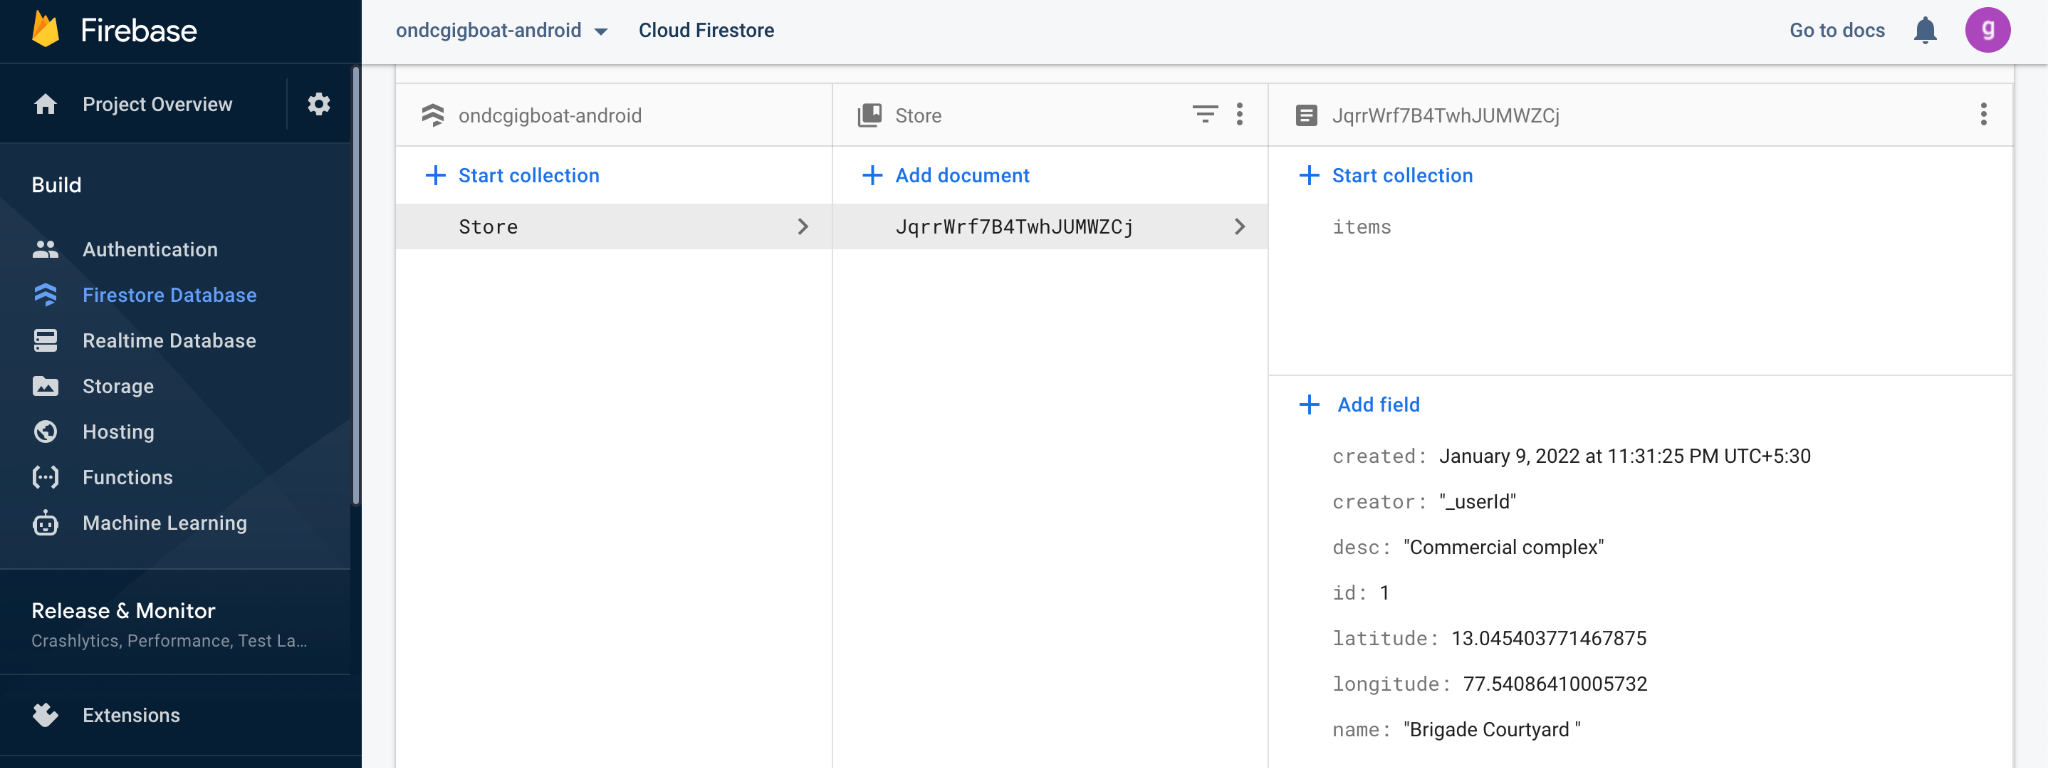 Firebase
ondcgigboat-android
Cloud Firestore
Go to docs
g
Project Overview
Build
Authentication
Firestore Database
Realtime Database
Storage
Hosting
Functions
Machine Learning
Release & Monitor
Crashlytics, Performance, Test La...
Extensions
ondcgigboat-android
Start collection
Store
Store
Add document
JqrrWrf7B4TwhJUMWZCj
JqrrWrf7B4TwhJUMWZCj
Start collection
items
Add field
created: January 9, 2022 at 11:31:25 PM UTC+5:30
creator: "_userId"
desc: "Commercial complex"
id: 1
latitude: 13.045403771467875
longitude: 77.54086410005732
name: "Brigade Courtyard "